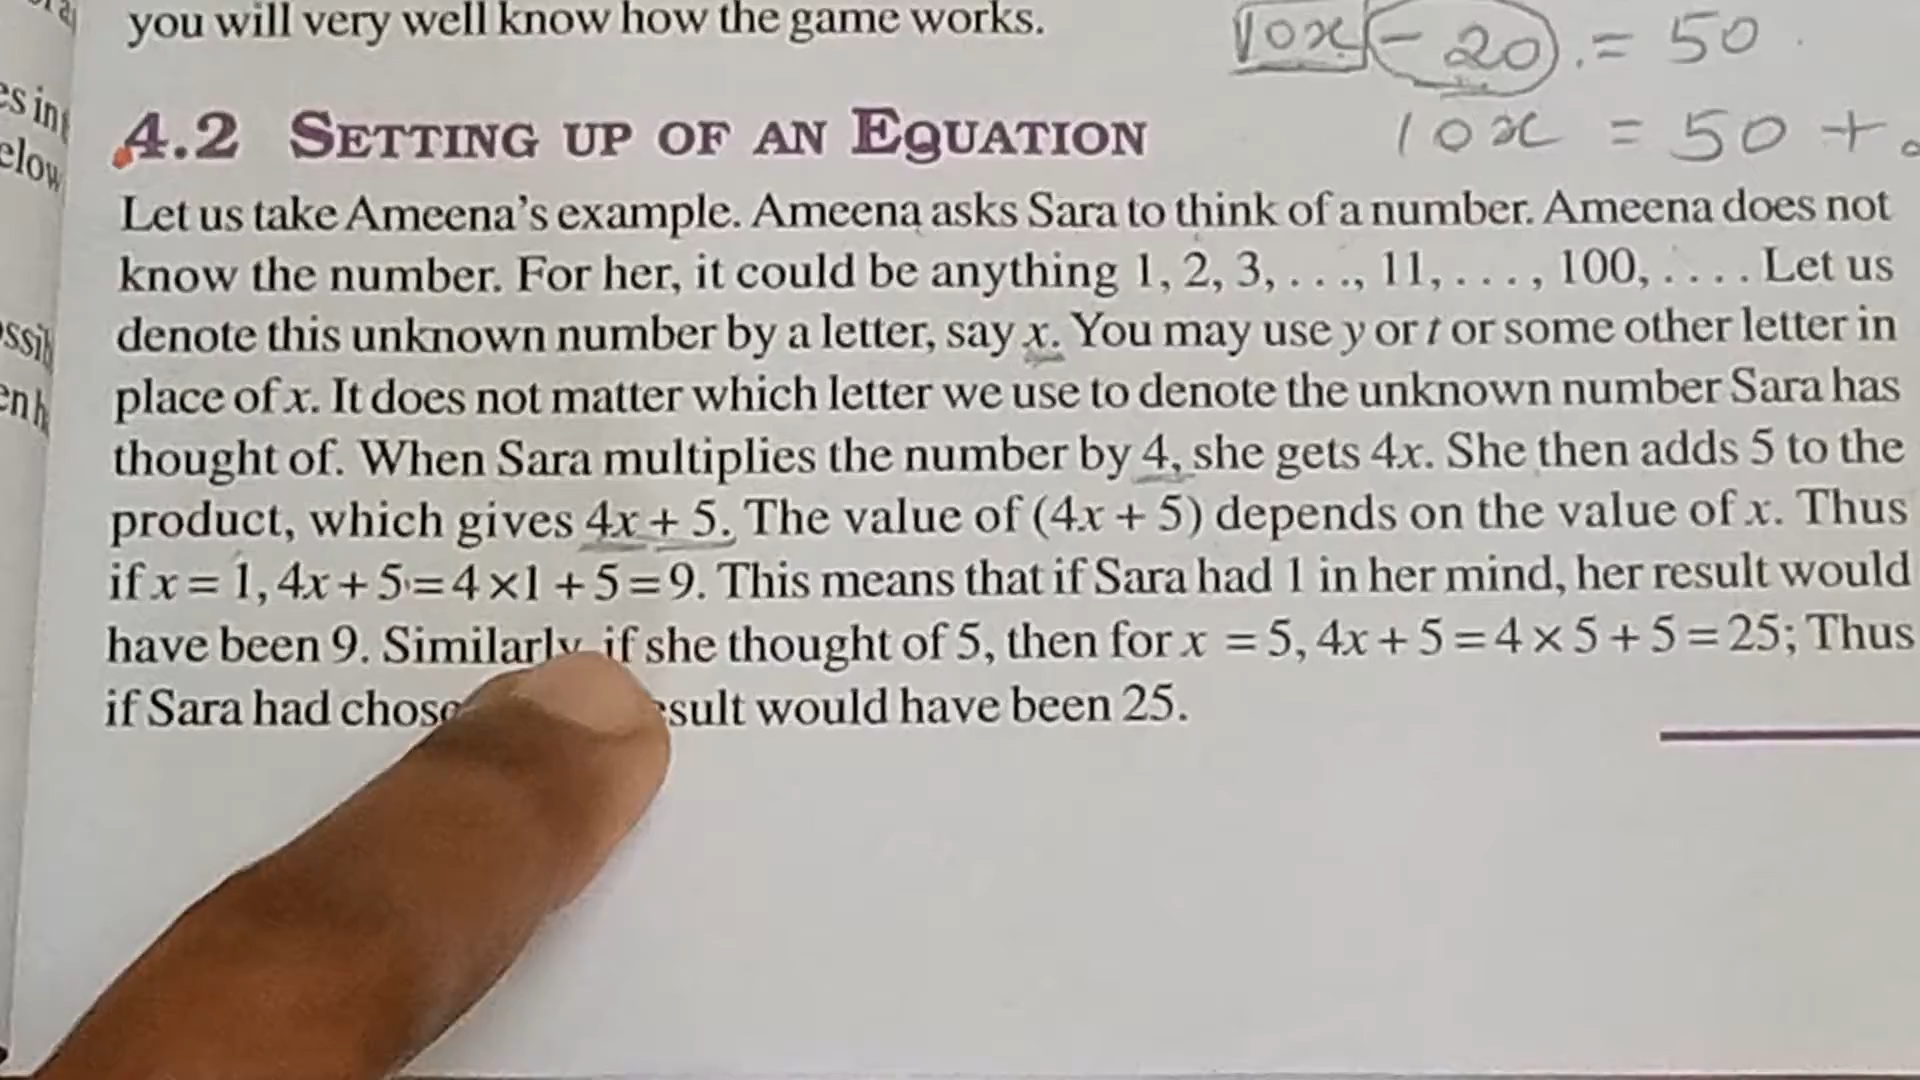 you will very well know how the game works.
10x - 20 . = 50
4.2 SETTING UP OF AN EQUATION
10x = 50 +
Let us take Ameena's example. Ameena asks Sara to think of a number. Ameena does not
know the number. For her, it could be anything 1, 2, 3, . . ., 11, . . . , 100, . . . . Let us
denote this unknown number by a letter, say x. You may use y or t or some other letter in
place of x. It does not matter which letter we use to denote the unknown number Sara has
thought of. When Sara multiplies the number by 4, she gets 4x. She then adds 5 to the
product, which gives 4x + 5. The value of (4x + 5) depends on the value of x. Thus
if x = 1, 4x + 5 = 4 ×1 + 5 = 9. This means that if Sara had 1 in her mind, her result would
have been 9. Similarly if she thought of 5, then for x = 5, 4x + 5 = 4 × 5 + 5 = 25; Thus
if Sara had would have been 25.